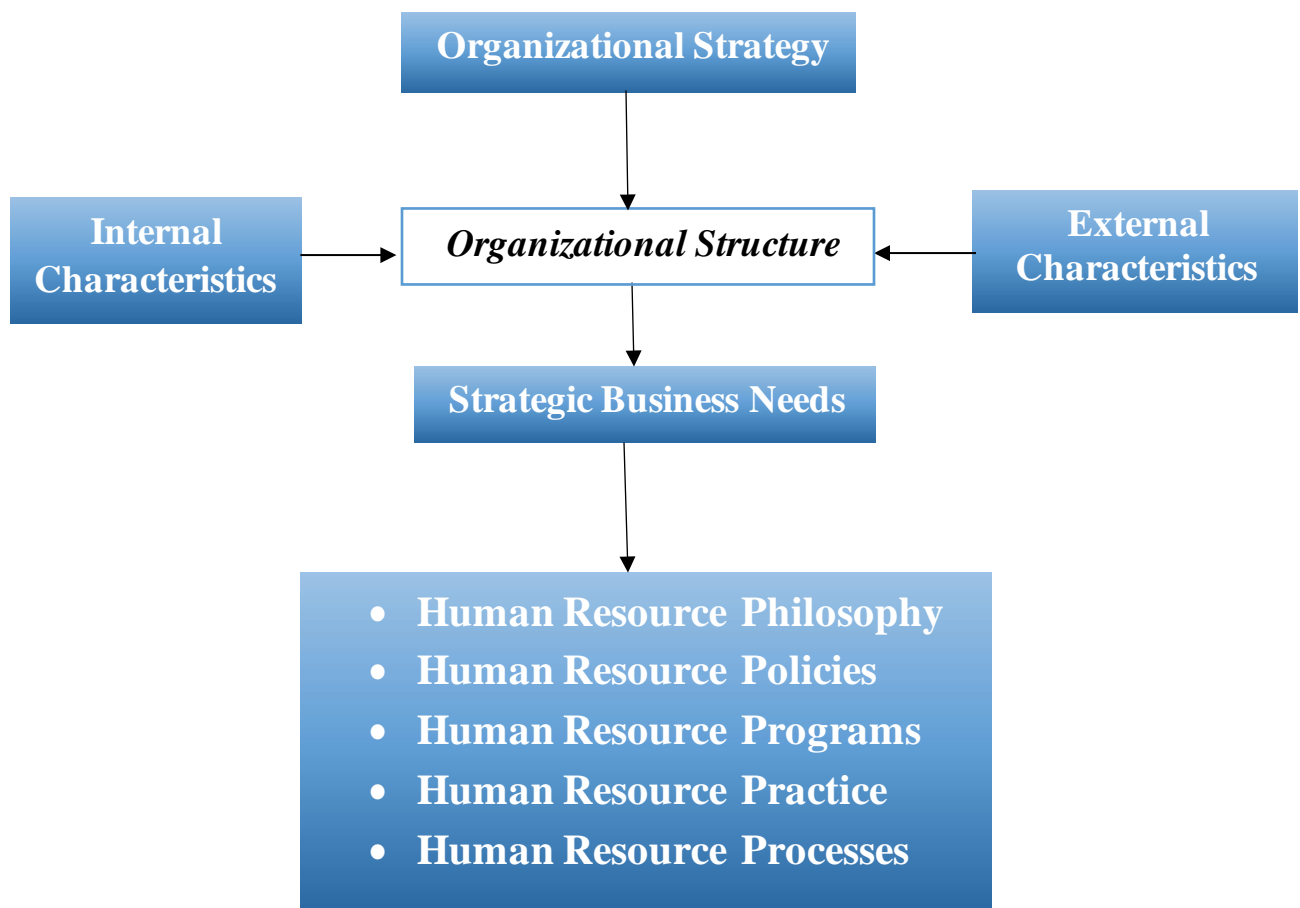 Organizational Strategy
Internal
Characteristics
Organizational Structure
External
Characteristics
Strategic Business Needs
• Human Resource Philosophy
• Human Resource Policies
• Human Resource Programs
• Human Resource Practice
• Human Resource Processes